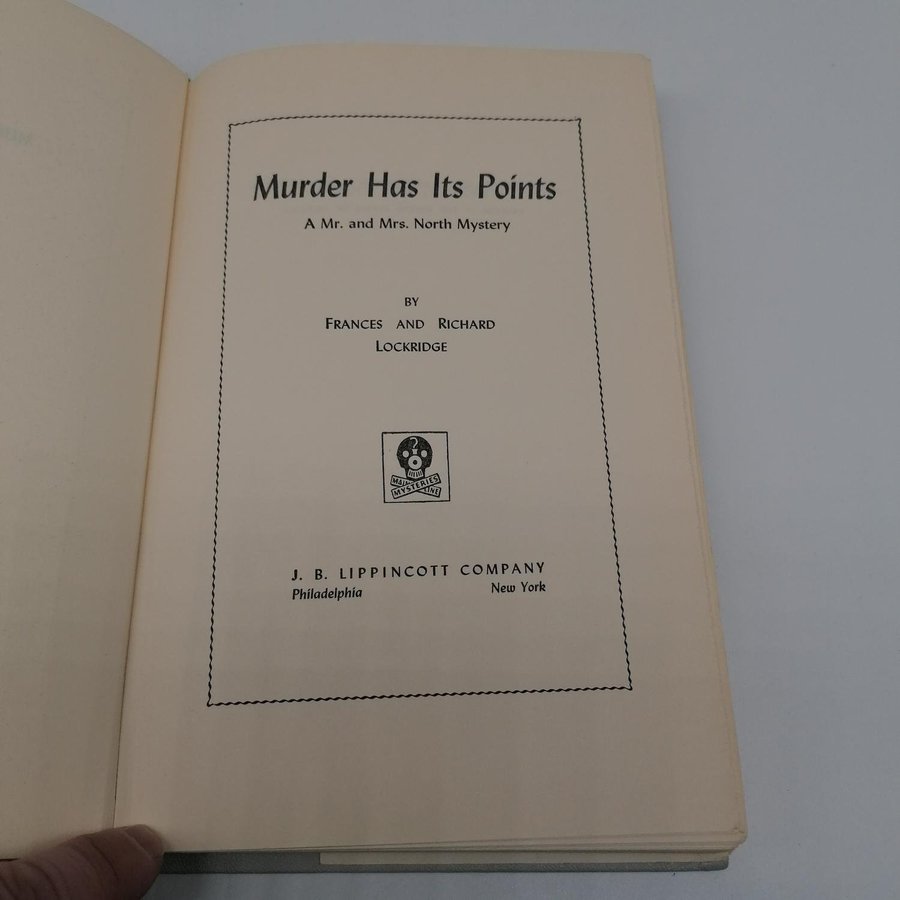 Murder Has Its Points
A Mr. and Mrs. North Mystery
BY
FRANCES AND RICHARD
LOCKRIDGE
?
MAIN LINE
MYSTERIES
J. B. LIPPINCOTT COMPANY
Philadelphia New York